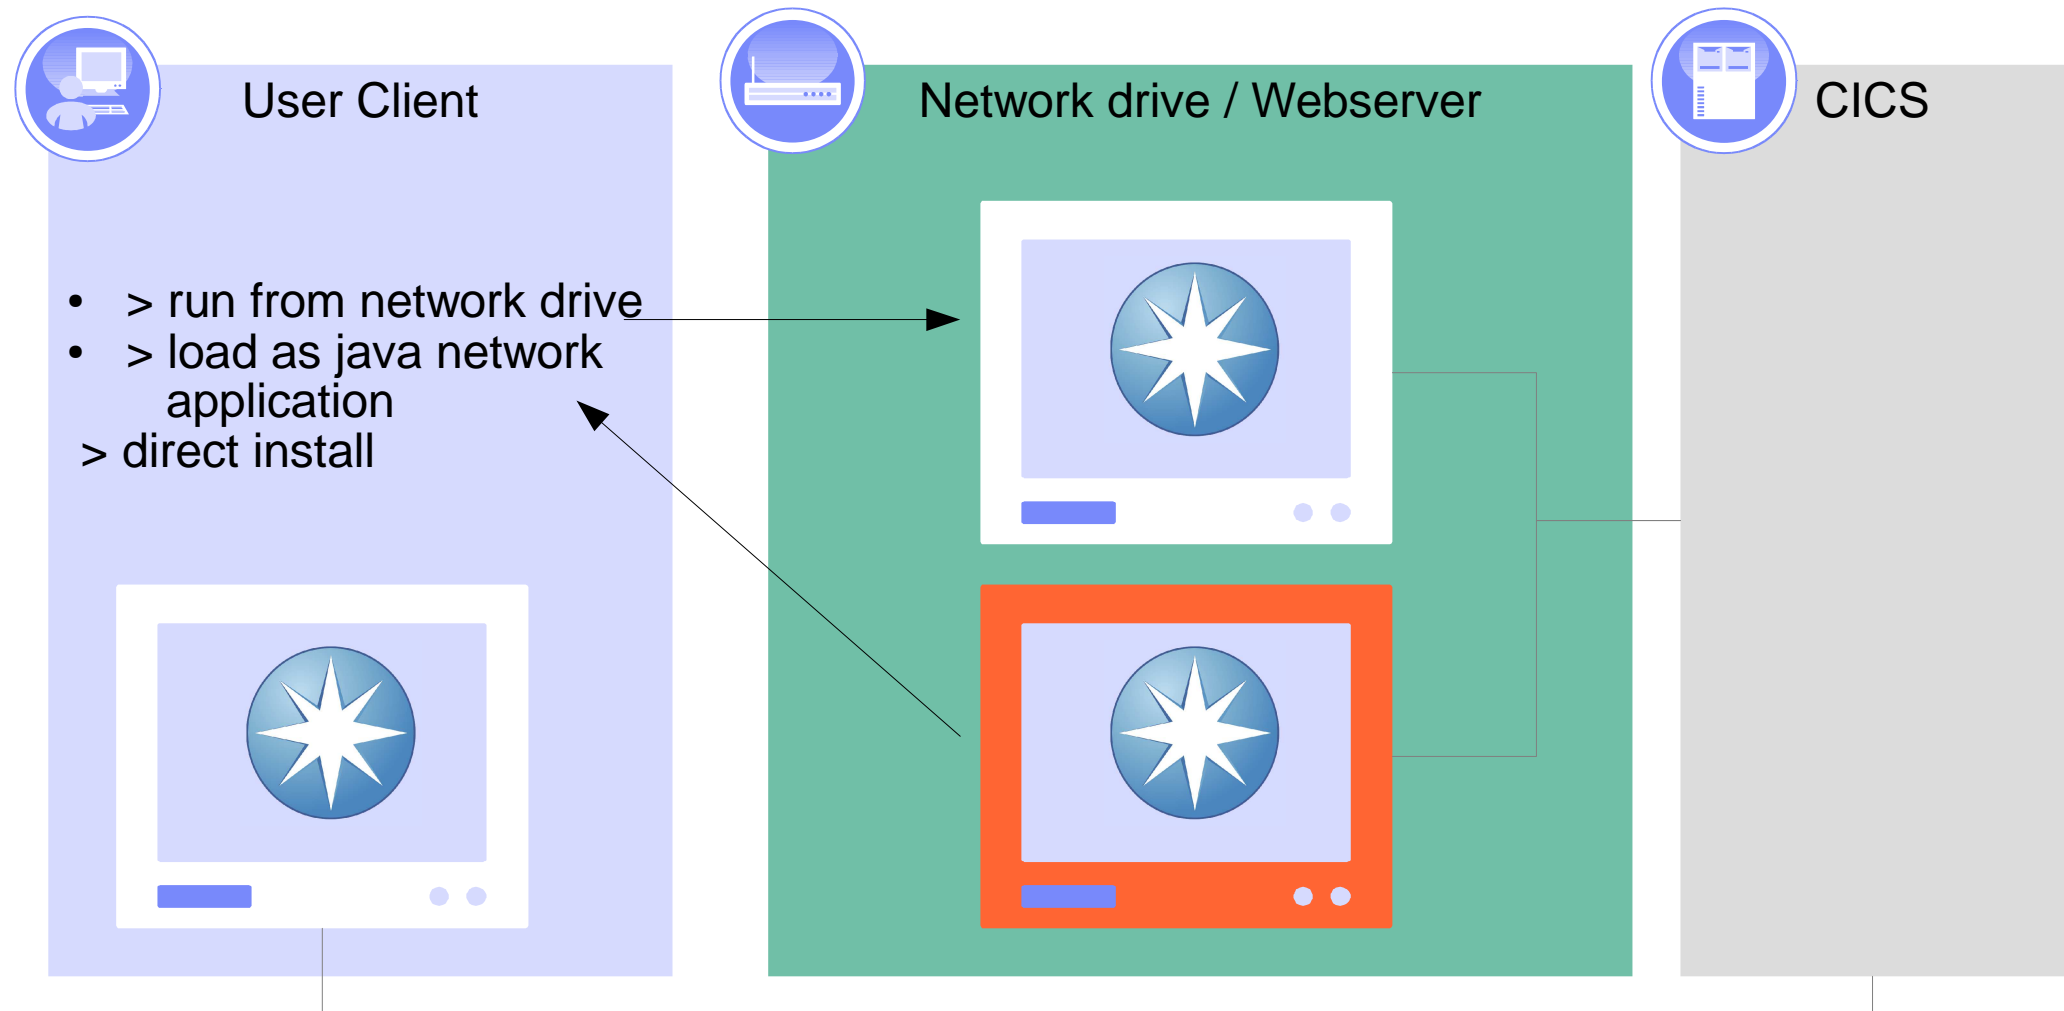 User Client
Network drive / Webserver
CICS
• > run from network drive
• > load as java network
application
> direct install